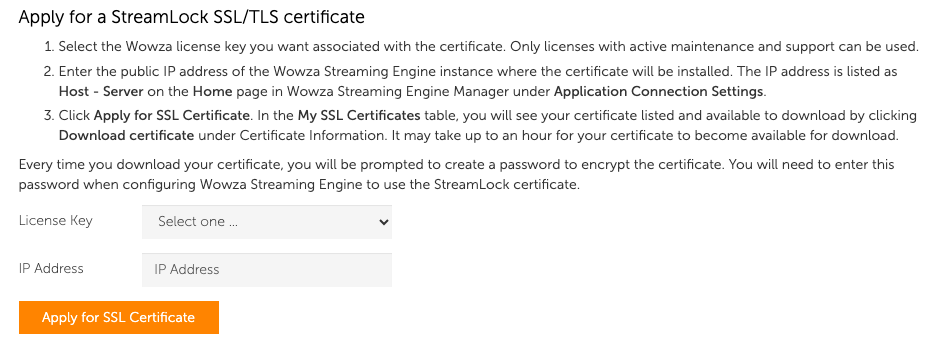 Apply for a StreamLock SSL/TLS certificate
1. Select the Wowza license key you want associated with the certificate. Only licenses with active maintenance and support can be used.
2. Enter the public IP address of the Wowza Streaming Engine instance where the certificate will be installed. The IP address is listed as
Host - Server on the Home page in Wowza Streaming Engine Manager under Application Connection Settings.
3. Click Apply for SSL Certificate. In the My SSL Certificates table, you will see your certificate listed and available to download by clicking
Download certificate under Certificate Information. It may take up to an hour for your certificate to become available for download.
Every time you download your certificate, you will be prompted to create a password to encrypt the certificate. You will need to enter this
password when configuring Wowza Streaming Engine to use the StreamLock certificate.
License Key Select one ...
IP Address IP Address
Apply for SSL Certificate